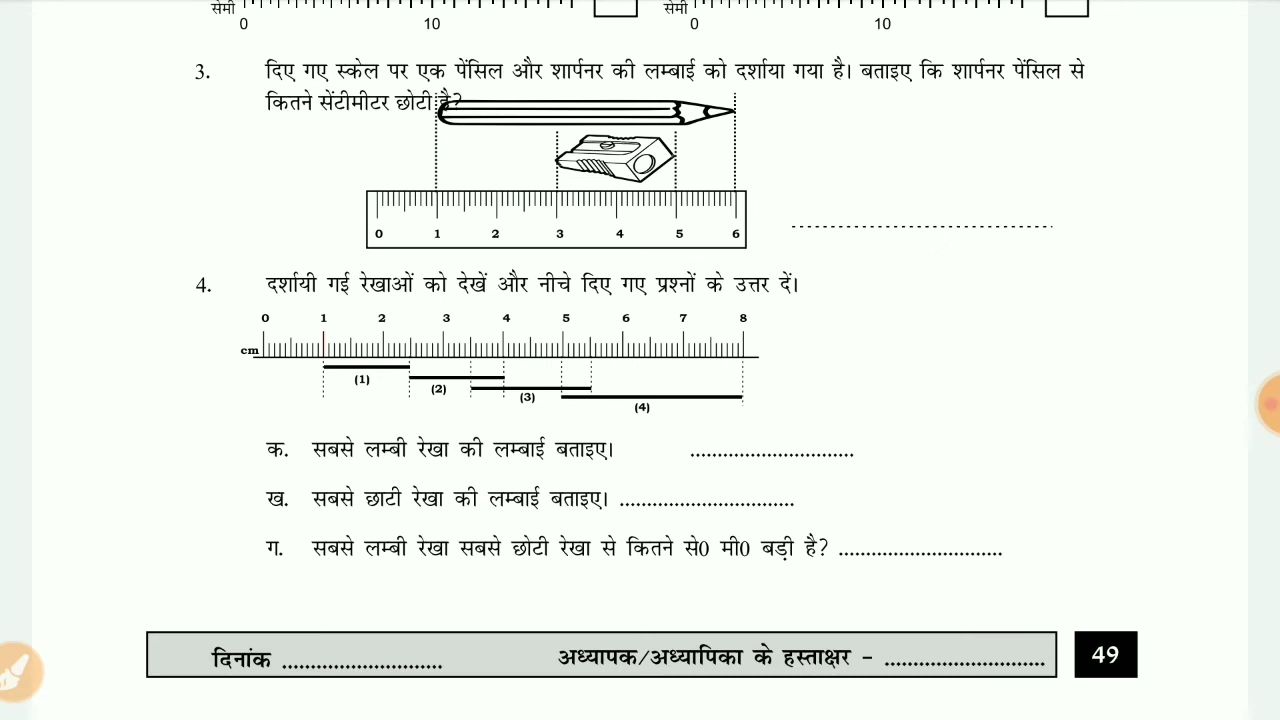 सेमी सेमी
0 10 0 10
3. दिए गए स्केल पर एक पेंसिल और शार्पनर की लम्बाई को दर्शाया गया है। बताइए कि शार्पनर पेंसिल से
कितने सेंटीमीटर छोटी है?
0 1 2 3 4 5 6
4. दर्शायी गई रेखाओं को देखें और नीचे दिए गए प्रश्नों के उत्तर दें।
0 1 2 3 4 5 6 7 8
cm
(1) (2) (3) (4)
क. सबसे लम्बी रेखा की लम्बाई बताइए। ..............................
ख. सबसे छाटी रेखा की लम्बाई बताइए। ................................
ग. सबसे लम्बी रेखा सबसे छोटी रेखा से कितने से0 मी0 बड़ी है? ..............................
दिनांक ............................. अध्यापक/अध्यापिका के हस्ताक्षर – ............................. 49